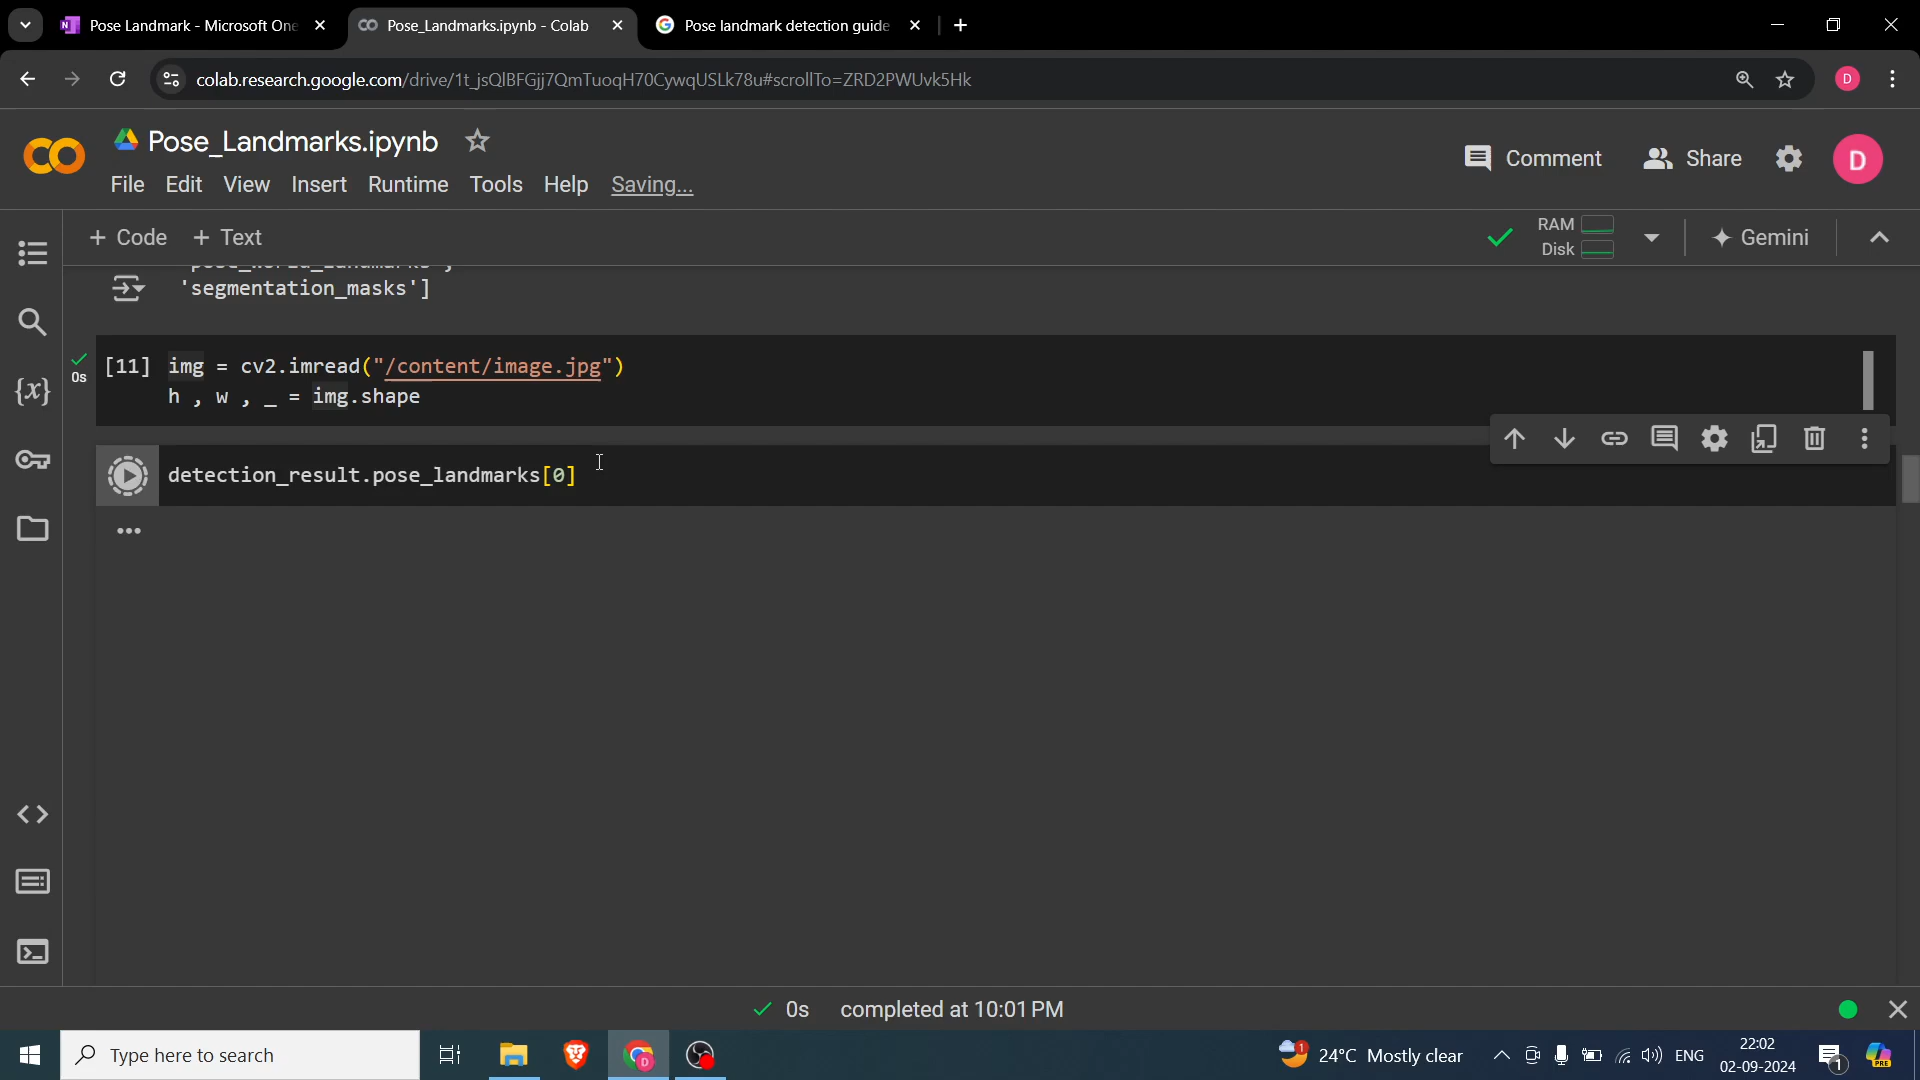 Pose Landmark - Microsoft One
Pose_Landmarks.ipynb - Colab
Pose landmark detection guide
colab.research.google.com/drive/1t_jsQlBFGjj7QmTuoqH70CywqUSLk78u#scrollTo=ZRD2PWUvk5Hk
D
Pose_Landmarks.ipynb
Comment
Share
D
File Edit View Insert Runtime Tools Help Saving...
+ Code + Text
RAM
Disk
Gemini
'pose_world_landmarks',
'segmentation_masks']
[11] img = cv2.imread("/content/image.jpg")
0s
h , w , _ = img.shape
detection_result.pose_landmarks[0]
0s completed at 10:01 PM
Type here to search
24°C Mostly clear
ENG
22:02
02-09-2024
1
PRE